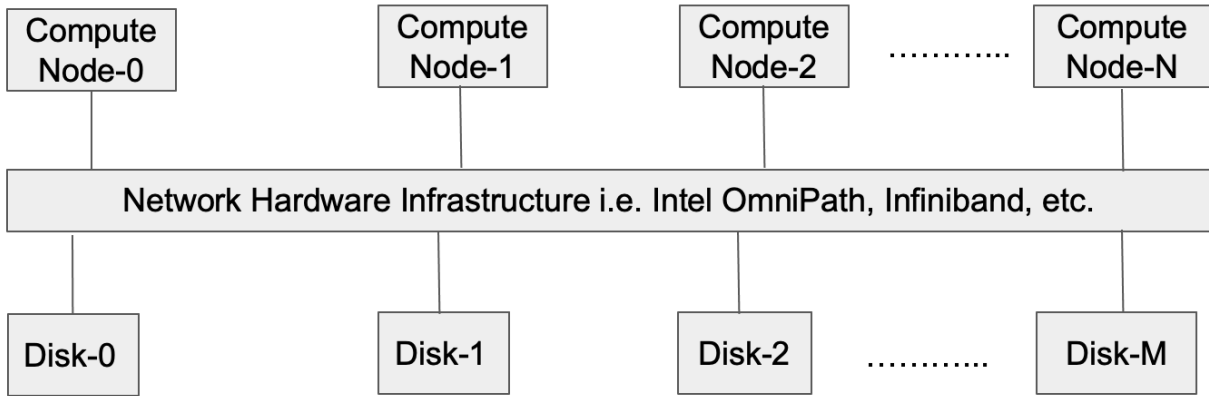 Compute
Node-0
Compute
Node-1
Compute
Node-2
............
Compute
Node-N
Network Hardware Infrastructure i.e. Intel OmniPath, Infiniband, etc.
Disk-0
Disk-1
Disk-2
............
Disk-M